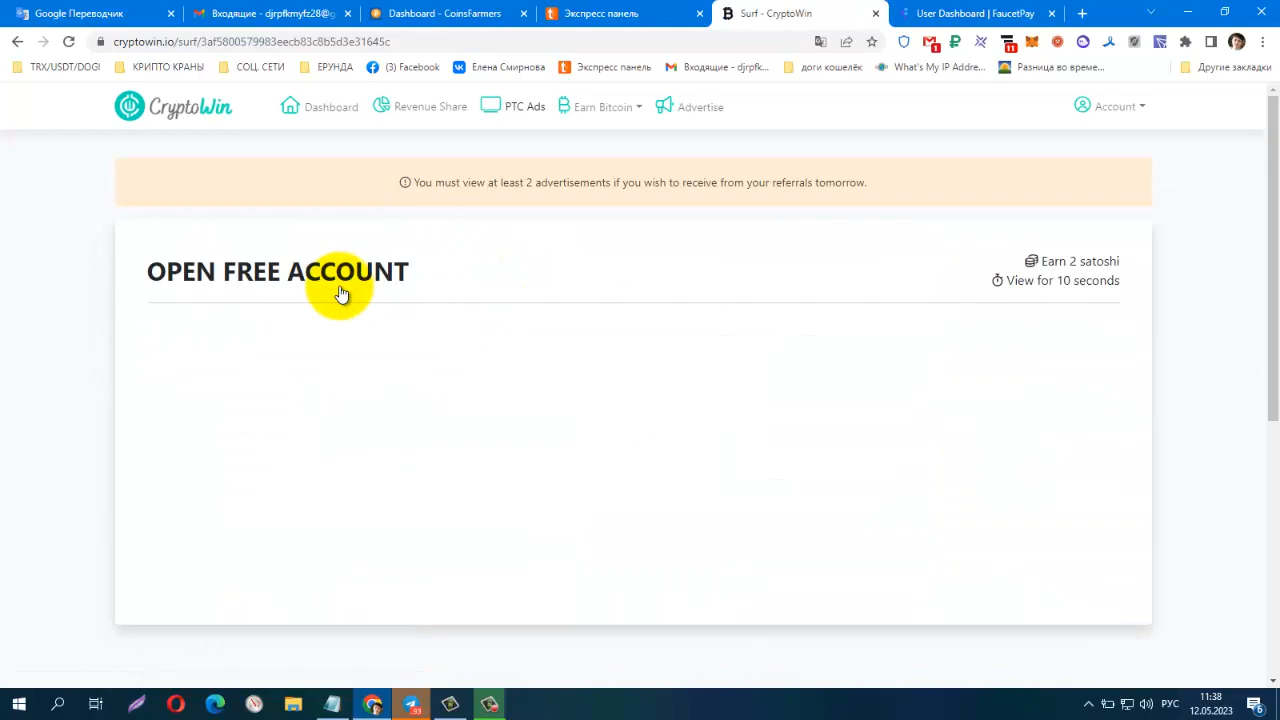 Google Переводчик
Входящие - djrpfkmyfz28@g
Dashboard - CoinsFarmers
Экспресс панель
Surf - CryptoWin
User Dashboard | FaucetPay
cryptowin.io/surf/3af5800579983eecb83c8b5d3e31645c
1
11
TRX/USDT/DOGI
КРИПТО КРАНЫ
СОЦ. СЕТИ
ЕРУНДА
(3) Facebook
Елена Смирнова
Экспресс панель
Входящие - djrpfk...
доги кошелёк
What's My IP Addre...
Разница во време...
Другие закладки
CryptoWin
Dashboard
Revenue Share
PTC Ads
Earn Bitcoin
Advertise
Account
You must view at least 2 advertisements if you wish to receive from your referrals tomorrow.
OPEN FREE ACCOUNT
Earn 2 satoshi
View for 10 seconds
93
РУС
11:38
12.05.2023
6